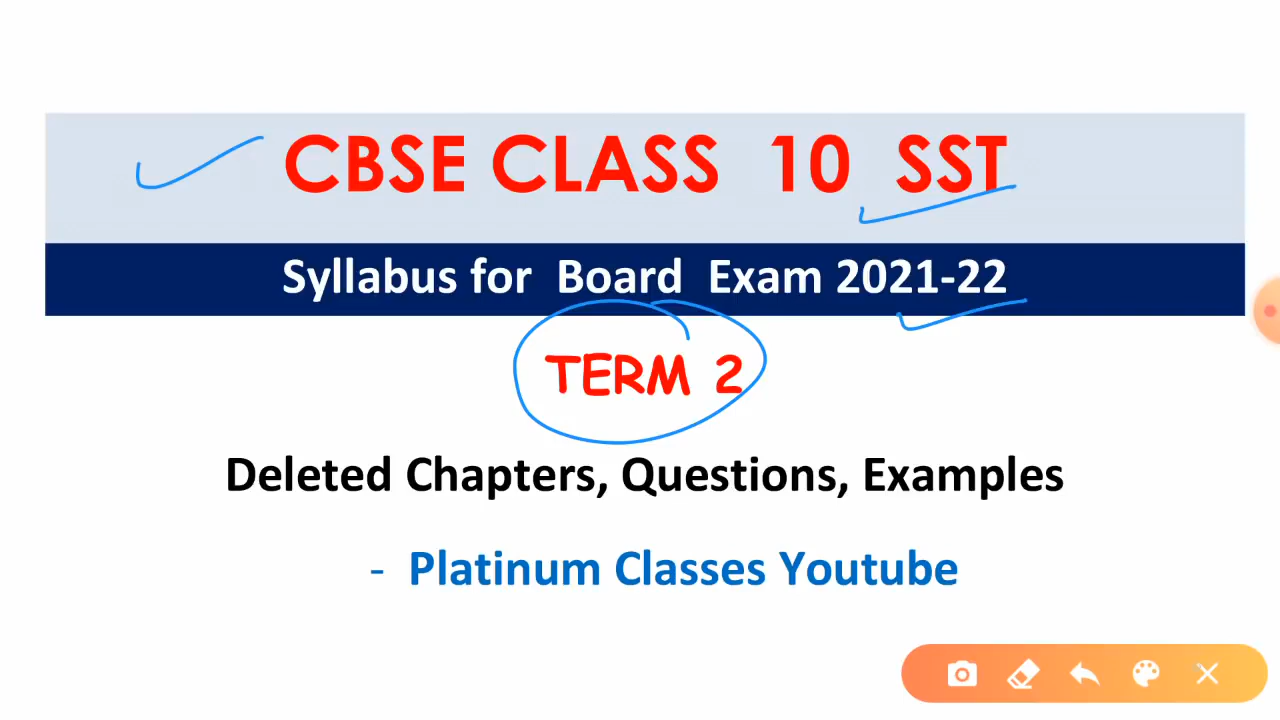 CBSE CLASS 10 SST
Syllabus for Board Exam 2021-22
TERM 2
Deleted Chapters, Questions, Examples
- Platinum Classes Youtube